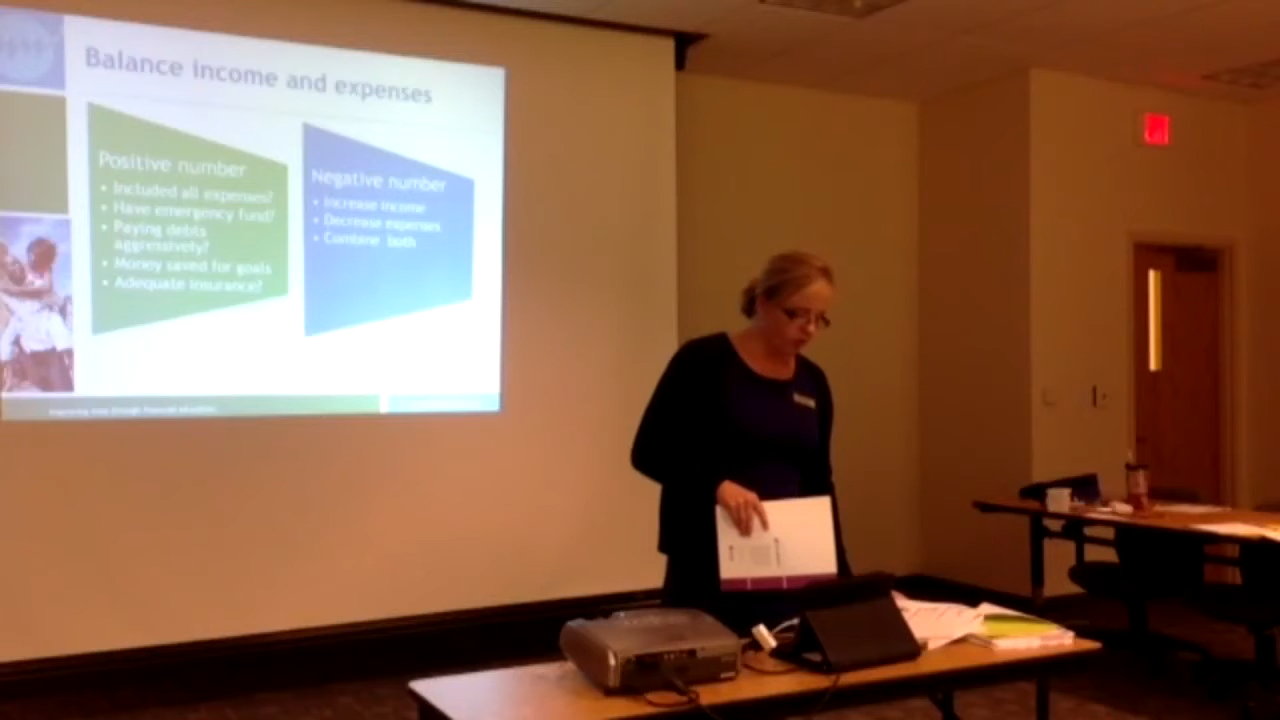 Balance income and expenses
Positive number
• Included all expenses?
• Have emergency fund?
• Paying debts
aggressively?
• Money saved for goals
• Adequate insurance?
Negative number
• Increase income
• Decrease expenses
• Combine both